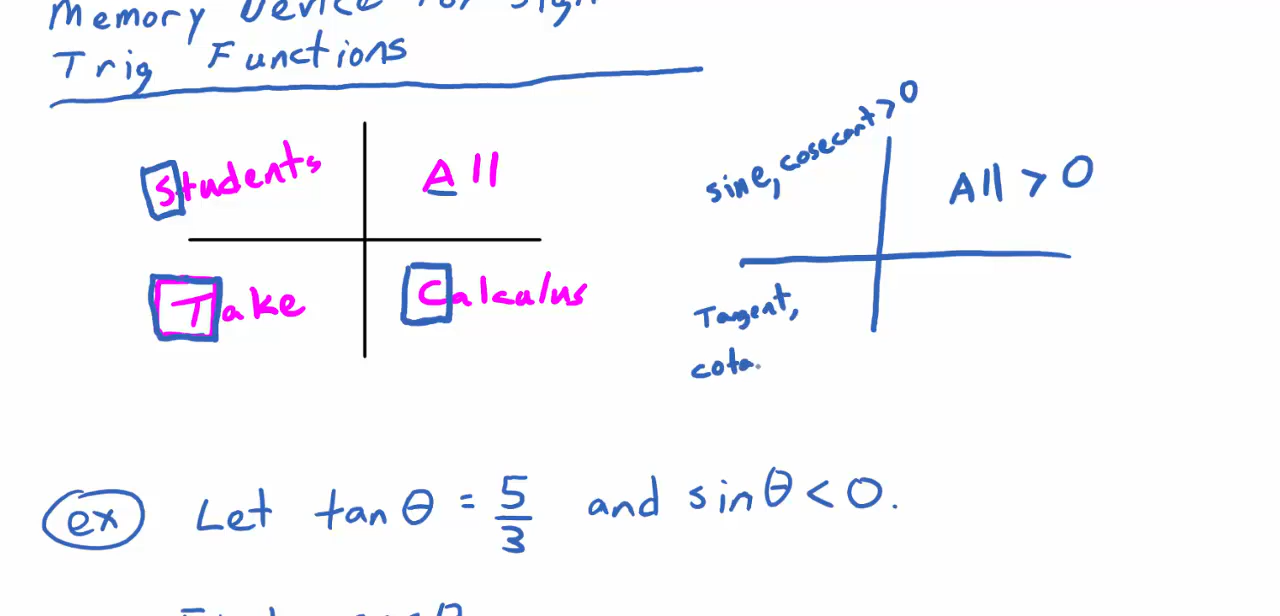 Memory Device for Sign
Trig Functions
Students
All
Take
Calculus
sine, cosecant > 0
All > 0
Tangent,
cota
ex Let tan θ = 5/3 and sin θ < 0.